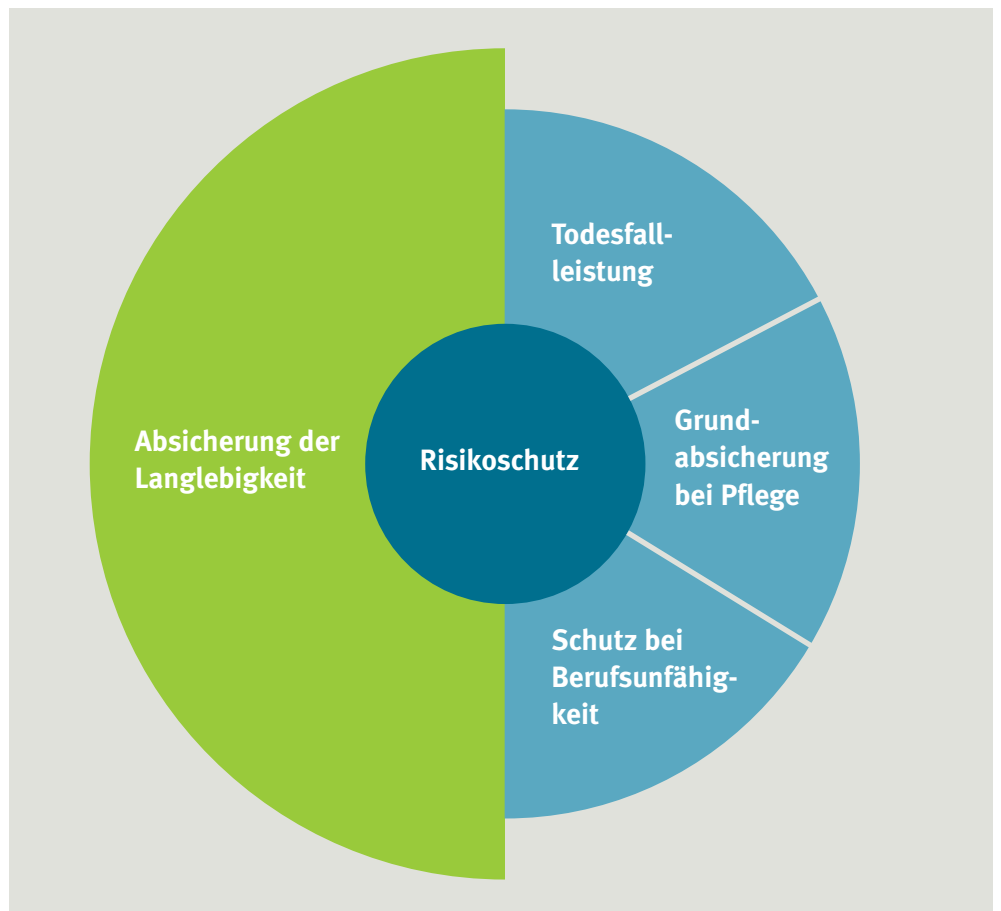 Todesfall-
leistung
Grund-
absicherung
bei Pflege
Absicherung der
Langlebigkeit
Risikoschutz
Schutz bei
Berufsunfähig-
keit